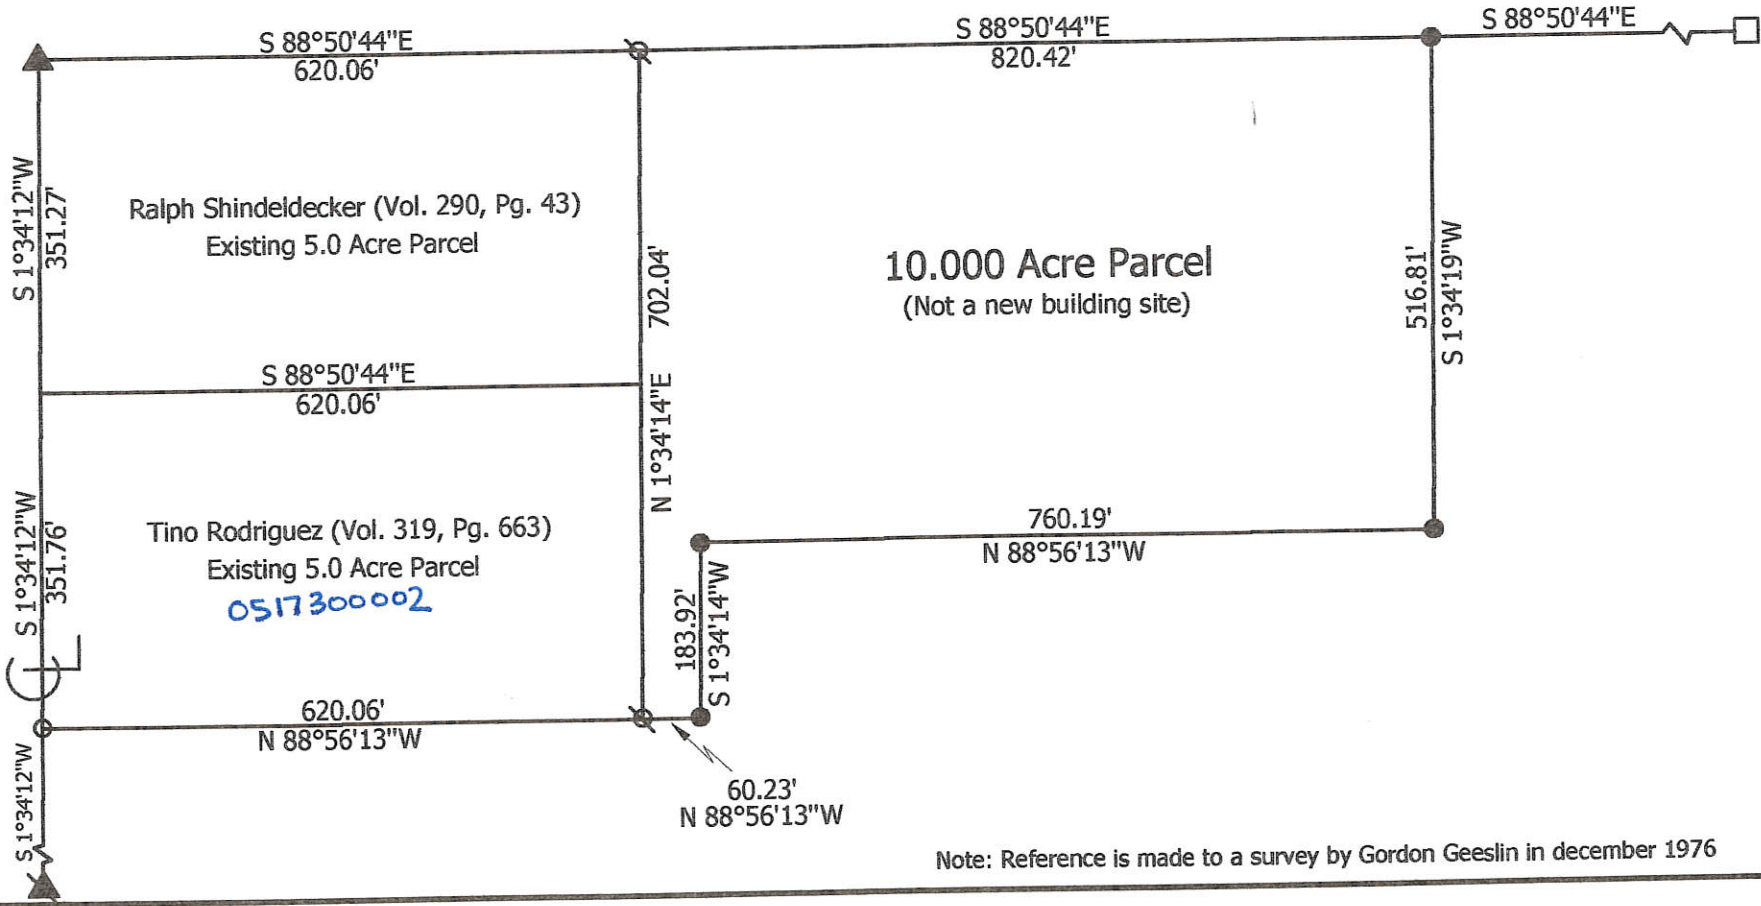 S 88°50'44"E
620.06'
S 88°50'44"E
820.42'
S 88°50'44"E
S 1°34'12"W
351.27'
Ralph Shindeldecker (Vol. 290, Pg. 43)
Existing 5.0 Acre Parcel
702.04'
N 1°34'14"E
10.000 Acre Parcel
(Not a new building site)
516.81'
S 1°34'19"W
S 88°50'44"E
620.06'
S 1°34'12"W
351.76'
Tino Rodriguez (Vol. 319, Pg. 663)
Existing 5.0 Acre Parcel
0517300002
760.19'
N 88°56'13"W
183.92'
S 1°34'14"W
620.06'
N 88°56'13"W
60.23'
N 88°56'13"W
S 1°34'12"W
Note: Reference is made to a survey by Gordon Geeslin in december 1976